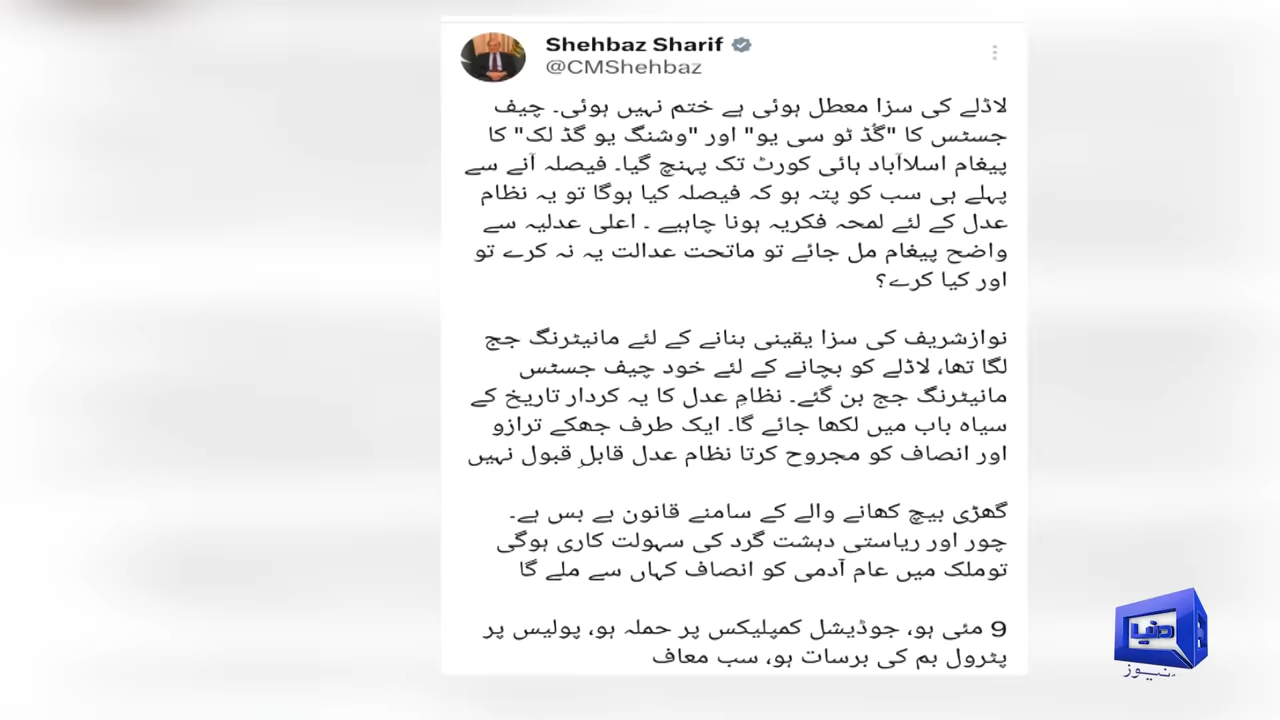 Shehbaz Sharif
@CMShehbaz
لاڈلے کی سزا معطل ہوئی ہے ختم نہیں ہوئی۔ چیف
جسٹس کا "گُڈ ٹو سی یو" اور "وشنگ یو گڈ لک" کا
پیغام اسلاآباد ہائی کورٹ تک پہنچ گیا۔ فیصلہ آنے سے
پہلے ہی سب کو پتہ ہو کہ فیصلہ کیا ہوگا تو یہ نظام
عدل کے لئے لمحہ فکریہ ہونا چاہیے ۔ اعلی عدلیہ سے
واضح پیغام مل جائے تو ماتحت عدالت یہ نہ کرے تو
اور کیا کرے؟
نوازشریف کی سزا یقینی بنانے کے لئے مانیٹرنگ جج
لگا تھا، لاڈلے کو بچانے کے لئے خود چیف جسٹس
مانیٹرنگ جج بن گئے۔ نظامِ عدل کا یہ کردار تاریخ کے
سیاہ باب میں لکھا جائے گا۔ ایک طرف جھکے ترازو
اور انصاف کو مجروح کرتا نظام عدل قابلِ قبول نہیں
گھڑی بیچ کھانے والے کے سامنے قانون بے بس ہے۔
چور اور ریاستی دہشت گرد کی سہولت کاری ہوگی
توملک میں عام آدمی کو انصاف کہاں سے ملے گا
9 مئی ہو، جوڈیشل کمپلیکس پر حملہ ہو، پولیس پر
پٹرول بم کی برسات ہو، سب معاف
دنیا
نیوز